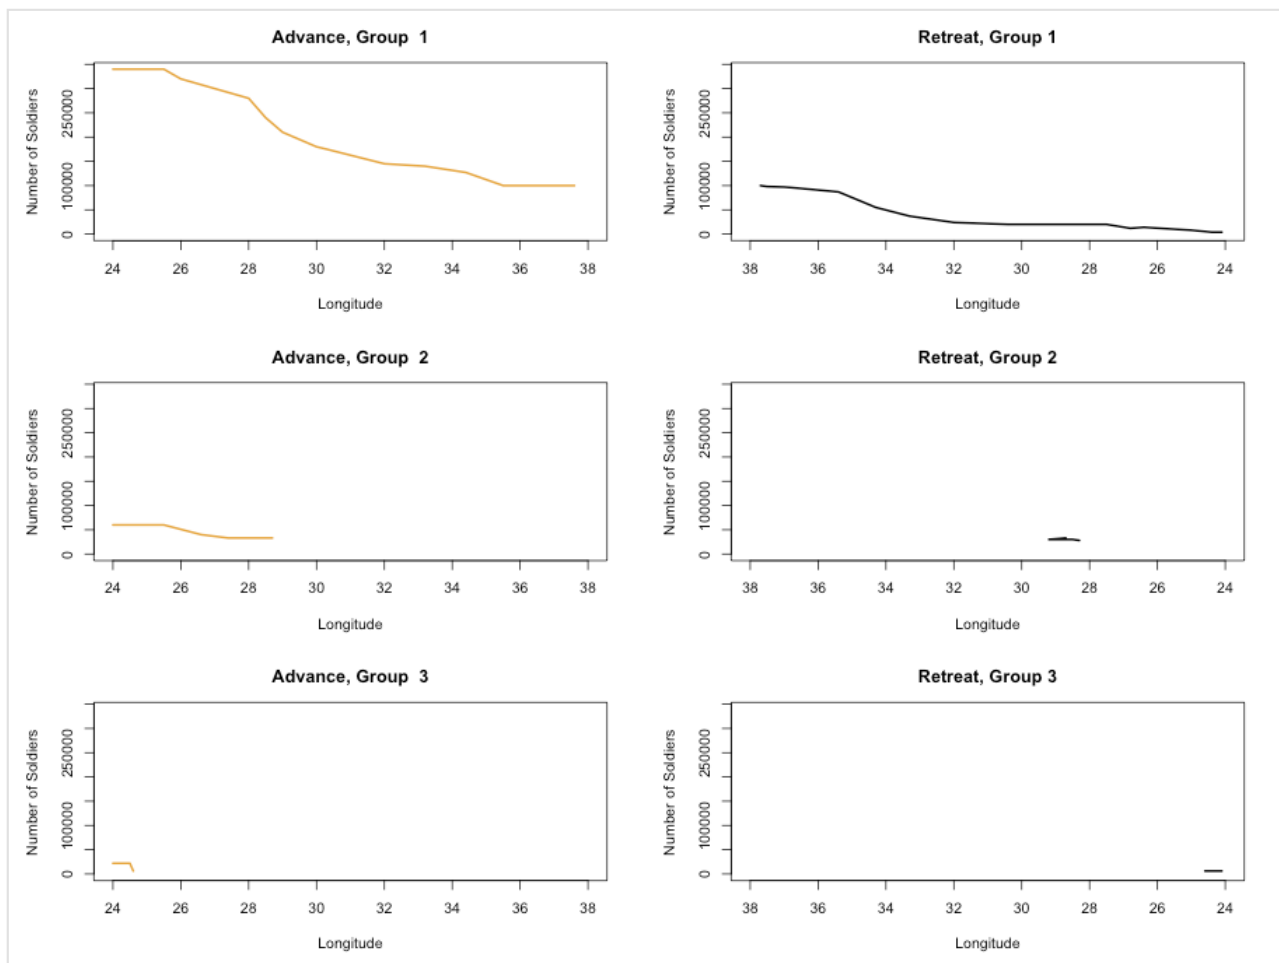 Advance, Group  1
Number of Soldiers
250000
100000
0
24 26 28 30 32 34 36 38
Longitude
Retreat, Group 1
Number of Soldiers
250000
100000
0
38 36 34 32 30 28 26 24
Longitude
Advance, Group  2
Number of Soldiers
250000
100000
0
24 26 28 30 32 34 36 38
Longitude
Retreat, Group 2
Number of Soldiers
250000
100000
0
38 36 34 32 30 28 26 24
Longitude
Advance, Group  3
Number of Soldiers
250000
100000
0
24 26 28 30 32 34 36 38
Longitude
Retreat, Group 3
Number of Soldiers
250000
100000
0
38 36 34 32 30 28 26 24
Longitude